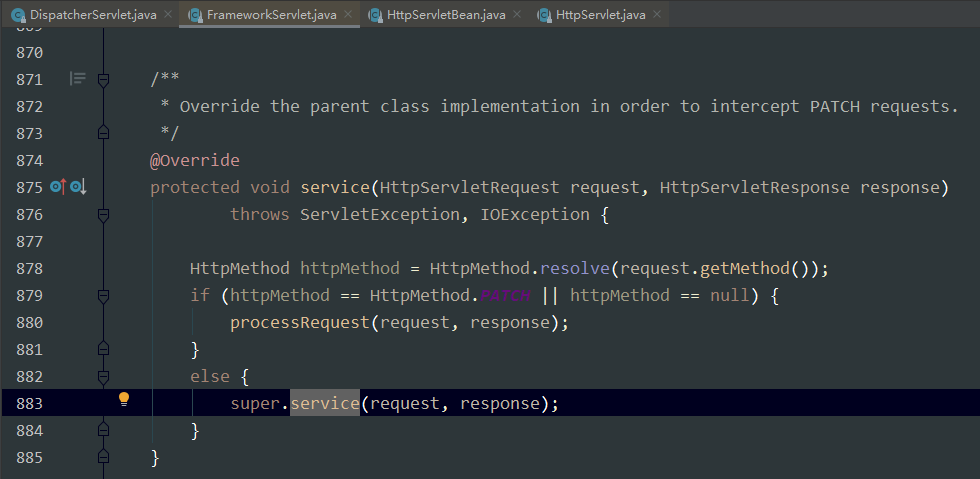 DispatcherServlet.java × FrameworkServlet.java × HttpServletBean.java × HttpServlet.java ×
870
871 /**
872 * Override the parent class implementation in order to intercept PATCH requests.
873 */
874 @Override
875 protected void service(HttpServletRequest request, HttpServletResponse response)
876 throws ServletException, IOException {
877
878 HttpMethod httpMethod = HttpMethod.resolve(request.getMethod());
879 if (httpMethod == HttpMethod.PATCH || httpMethod == null) {
880 processRequest(request, response);
881 }
882 else {
883 super.service(request, response);
884 }
885 }